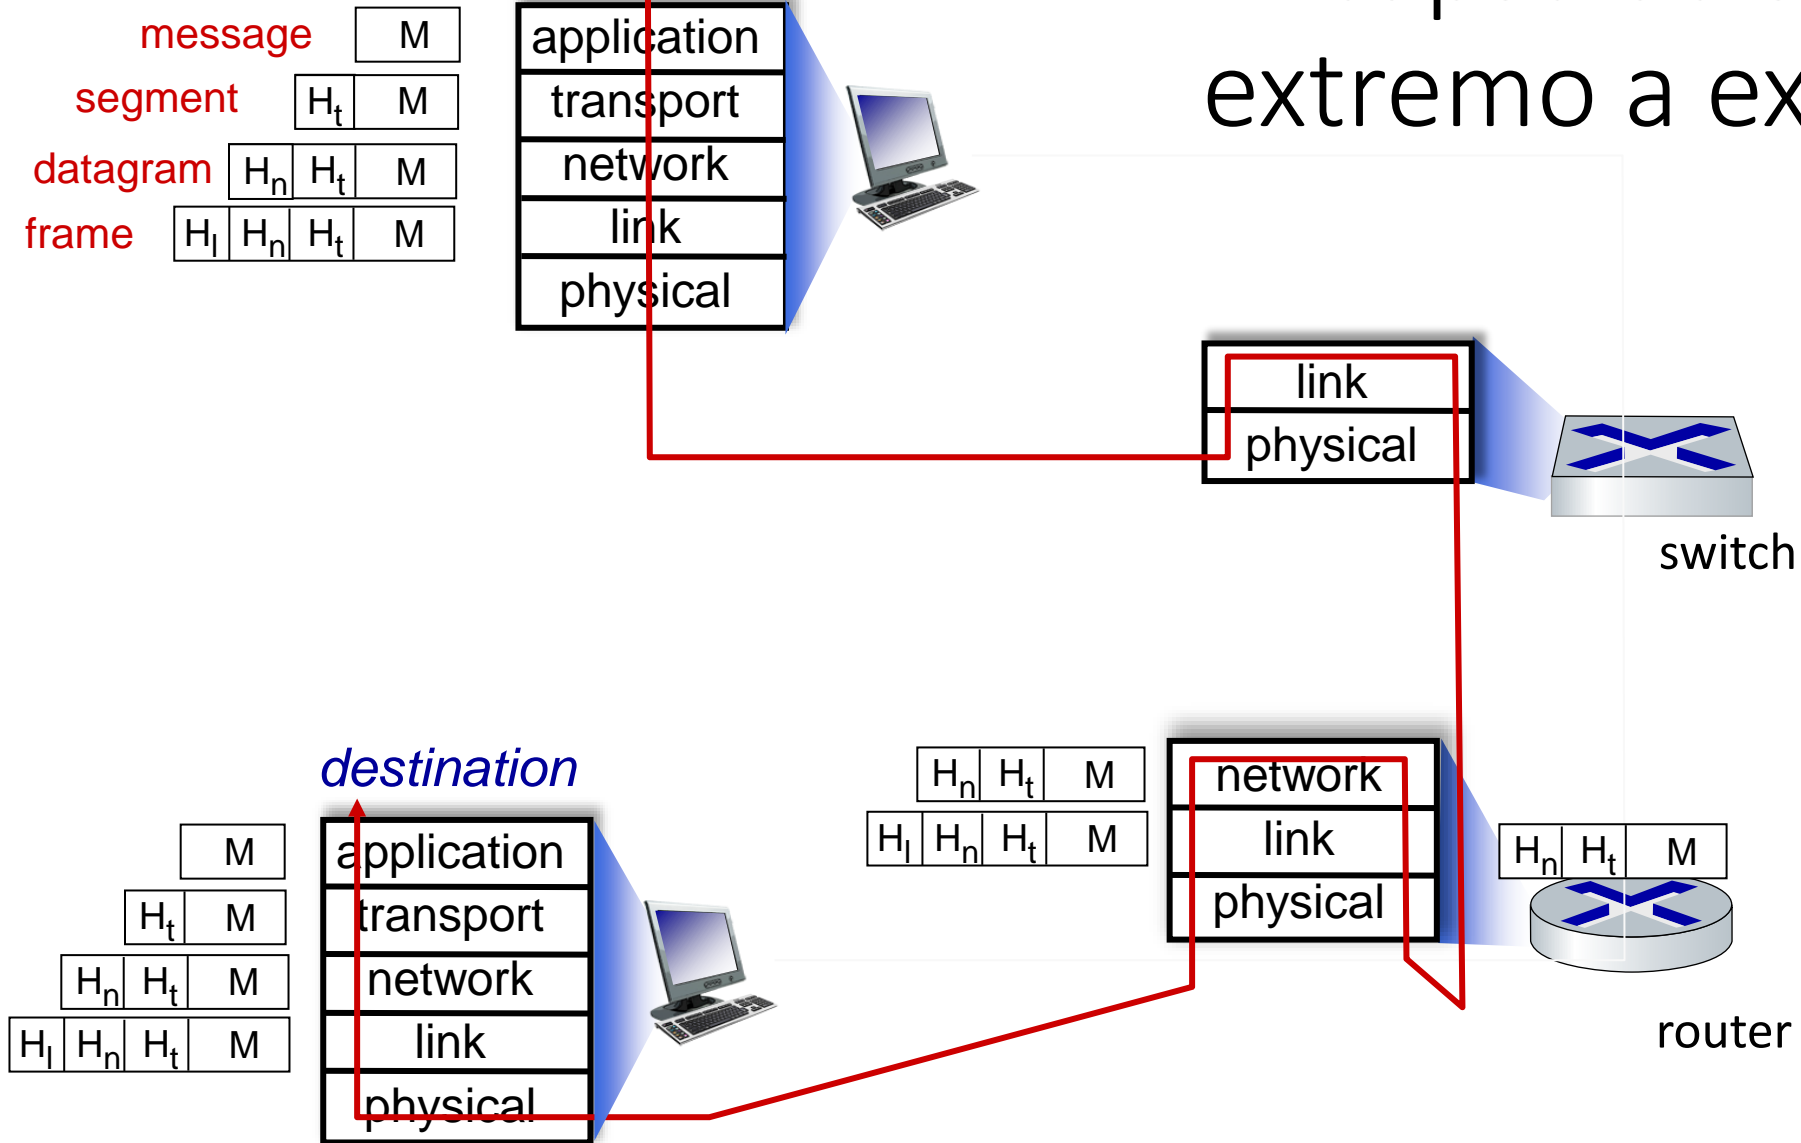 extremo a ex
message M application
segment Ht M transport
datagram Hn Ht M network
frame Hl Hn Ht M link
physical
link
physical
switch
destination
Hn Ht M network
Hl Hn Ht M link
physical
Hn Ht M
router
M application
Ht M transport
Hn Ht M network
Hl Hn Ht M link
physical